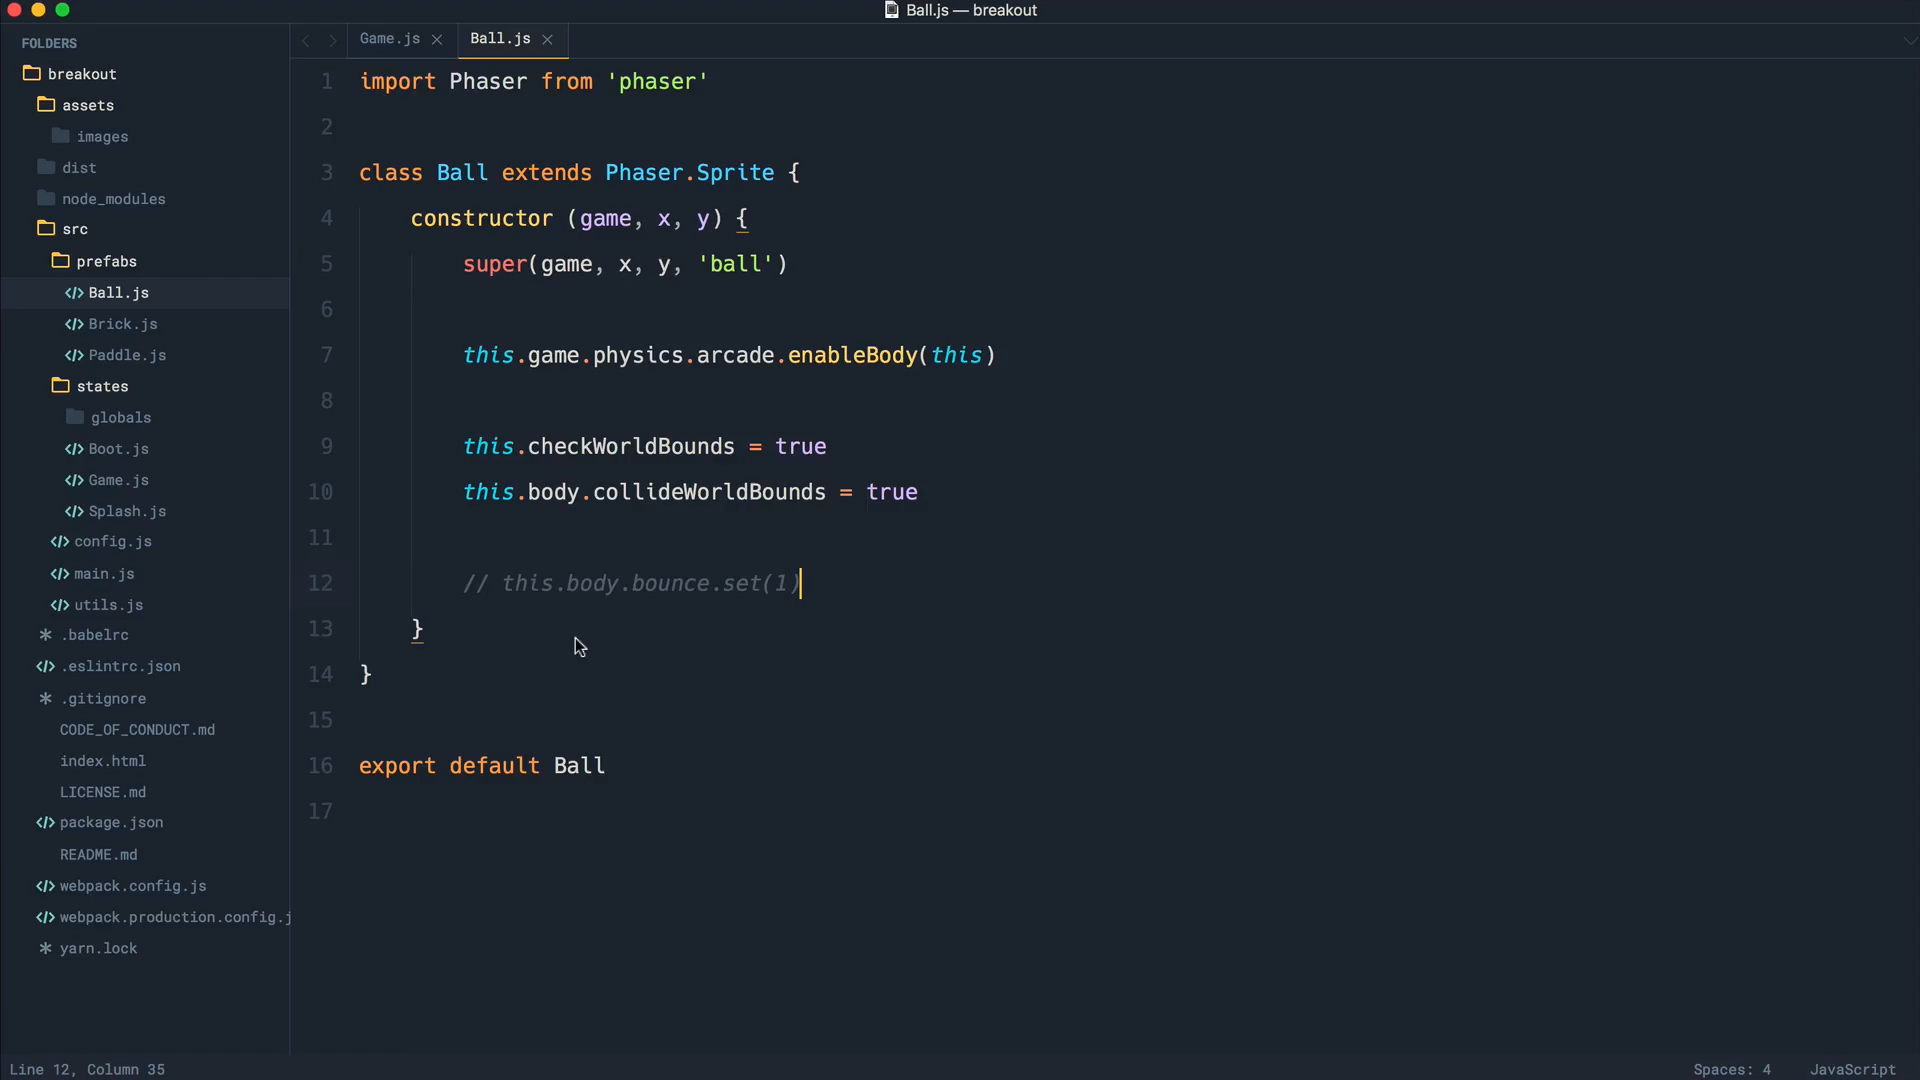 Ball.js — breakout
FOLDERS
breakout
assets
images
dist
node_modules
src
prefabs
Ball.js
Brick.js
Paddle.js
states
globals
Boot.js
Game.js
Splash.js
config.js
main.js
utils.js
.babelrc
.eslintrc.json
.gitignore
CODE_OF_CONDUCT.md
index.html
LICENSE.md
package.json
README.md
webpack.config.js
webpack.production.config.j
yarn.lock
Game.js Ball.js
1 import Phaser from 'phaser'
2
3 class Ball extends Phaser.Sprite {
4 constructor (game, x, y) {
5 super(game, x, y, 'ball')
6
7 this.game.physics.arcade.enableBody(this)
8
9 this.checkWorldBounds = true
10 this.body.collideWorldBounds = true
11
12 // this.body.bounce.set(1)
13 }
14 }
15
16 export default Ball
17
Line 12, Column 35
Spaces: 4 JavaScript